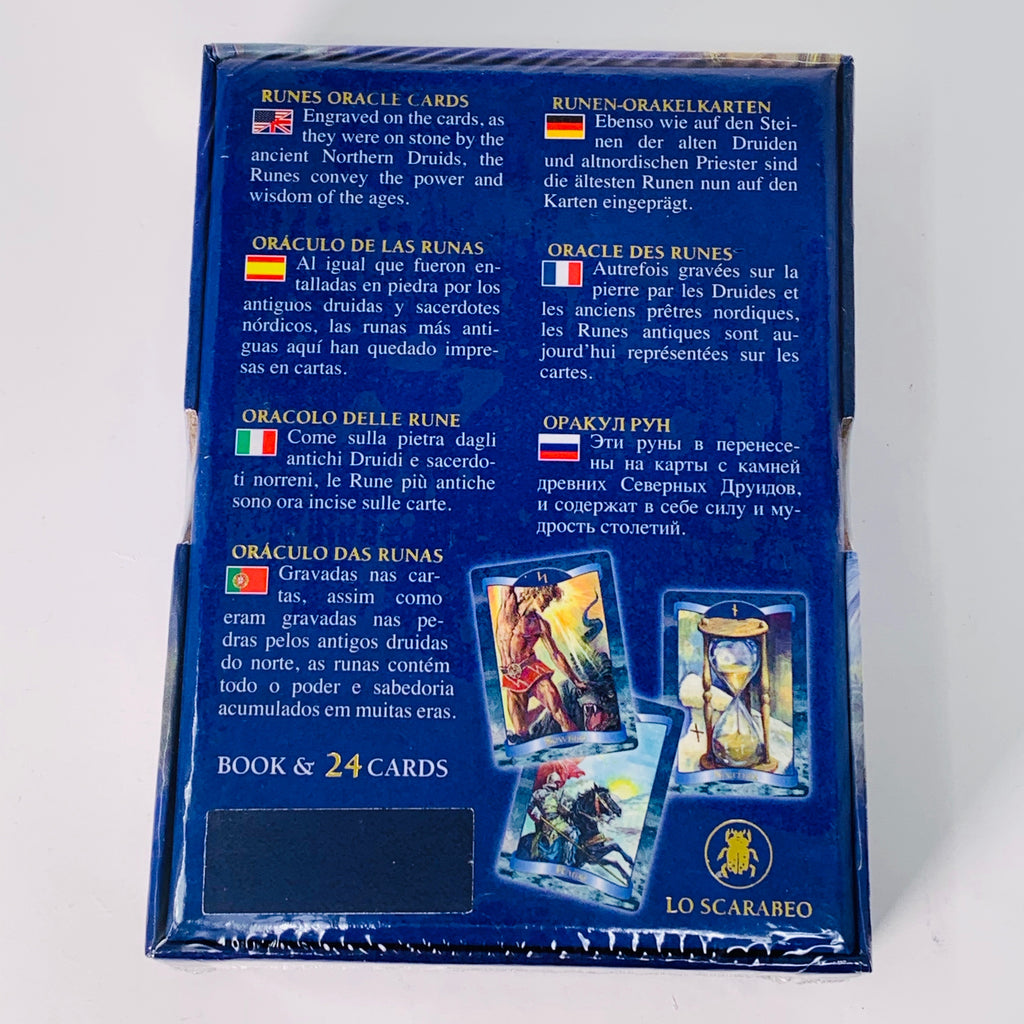 RUNES ORACLE CARDS
Engraved on the cards, as
they were on stone by the
ancient Northern Druids, the
Runes convey the power and
wisdom of the ages.
ORÁCULO DE LAS RUNAS
Al igual que fueron en-
talladas en piedra por los
antiguos druidas y sacerdotes
nórdicos, las runas más anti-
guas aquí han quedado impre-
sas en cartas.
ORACOLO DELLE RUNE
Come sulla pietra dagli
antichi Druidi e sacerdo-
ti norreni, le Rune più antiche
sono ora incise sulle carte.
ORÁCULO DAS RUNAS
Gravadas nas car-
tas, assim como
eram gravadas nas pe-
dras pelos antigos druidas
do norte, as runas contém
todo o poder e sabedoria
acumulados em muitas eras.
BOOK & 24 CARDS
RUNEN-ORAKELKARTEN
Ebenso wie auf den Stei-
nen der alten Druiden
und altnordischen Priester sind
die ältesten Runen nun auf den
Karten eingeprägt.
ORACLE DES RUNES
Autrefois gravées sur la
pierre par les Druides et
les anciens prêtres nordiques,
les Runes antiques sont au-
jourd'hui représentées sur les
cartes.
ОРАКУЛ РУН
Эти руны в перенесе-
ны на карты с камней
древних Северных Друидов,
и содержат в себе силу и му-
дрость столетий.
LO SCARABEO